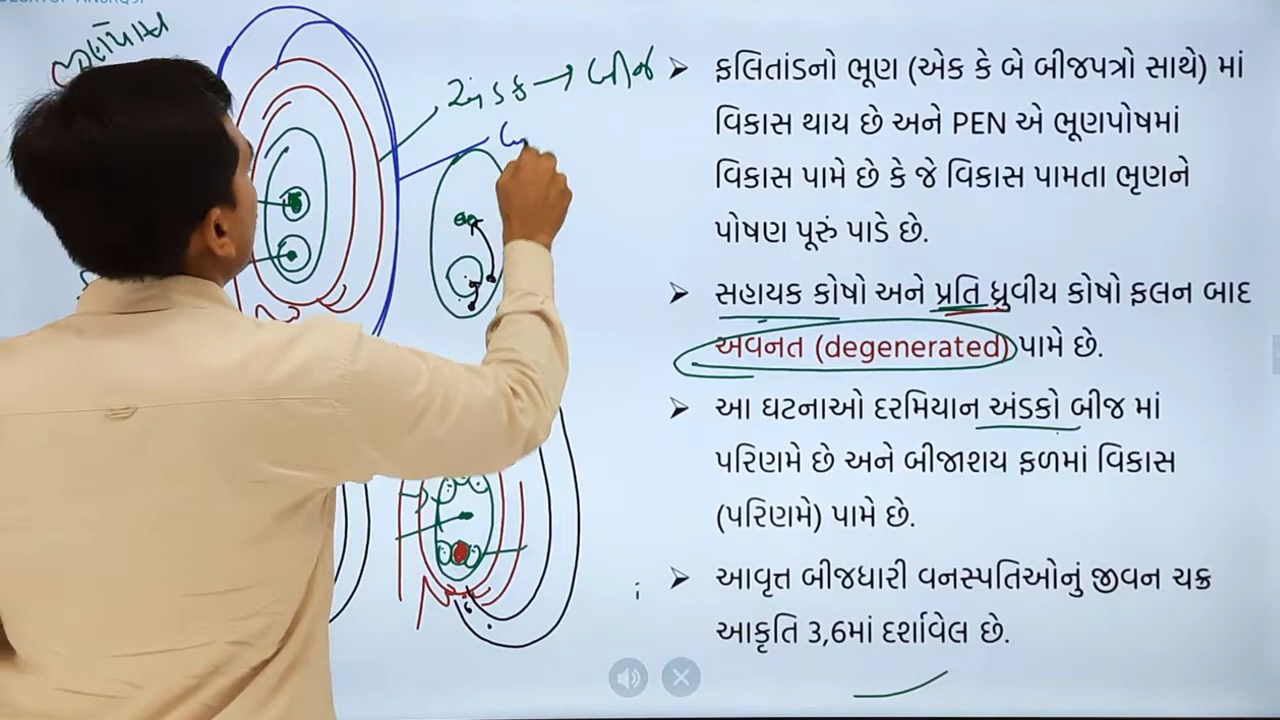 ભ્રૂણપોષ
અંડક → બીજ
➢ ફલિતાંડનો ભૂણ (એક કે બે બીજપત્રો સાથે) માં
વિકાસ થાય છે અને PEN એ ભૂણપોષમાં
વિકાસ પામે છે કે જે વિકાસ પામતા ભૃણને
પોષણ પૂરું પાડે છે.
➢ સહાયક કોષો અને પ્રતિ ધ્રુવીય કોષો ફલન બાદ
અવનત (degenerated) પામે છે.
➢ આ ઘટનાઓ દરમિયાન અંડકો બીજ માં
પરિણમે છે અને બીજાશય ફળમાં વિકાસ
(પરિણમે) પામે છે.
➢ આવૃત્ત બીજધારી વનસ્પતિઓનું જીવન ચક્ર
આકૃતિ 3,6માં દર્શાવેલ છે.